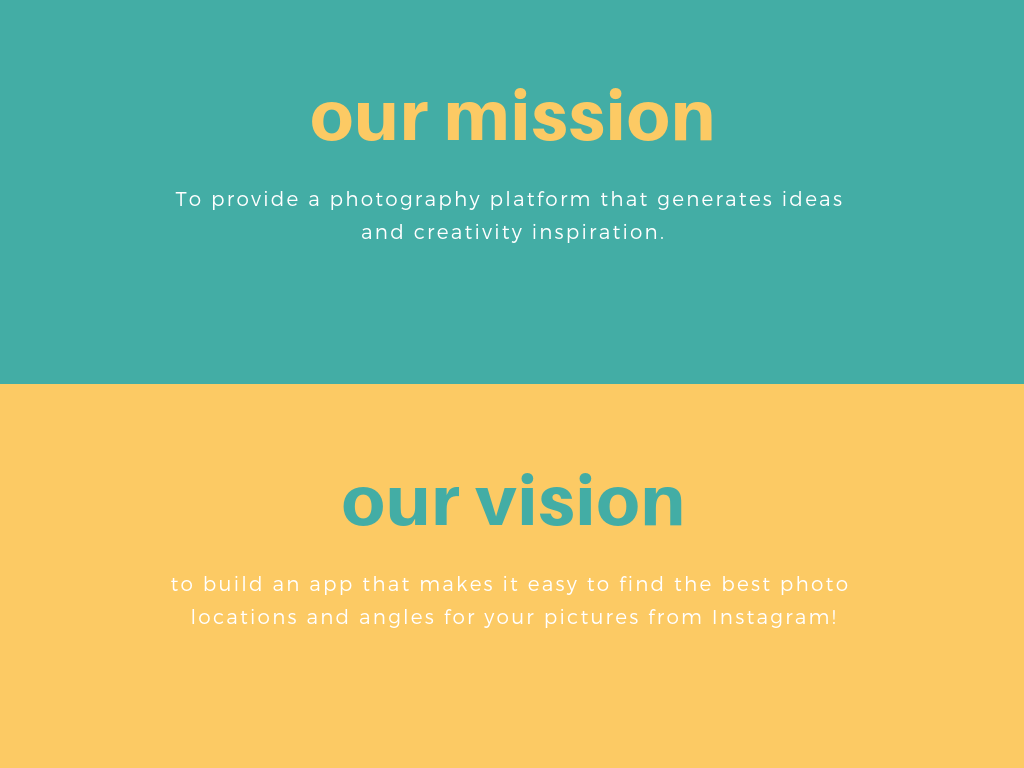 our mission
To provide a photography platform that generates ideas
and creativity inspiration.
our vision
to build an app that makes it easy to find the best photo
locations and angles for your pictures from Instagram!